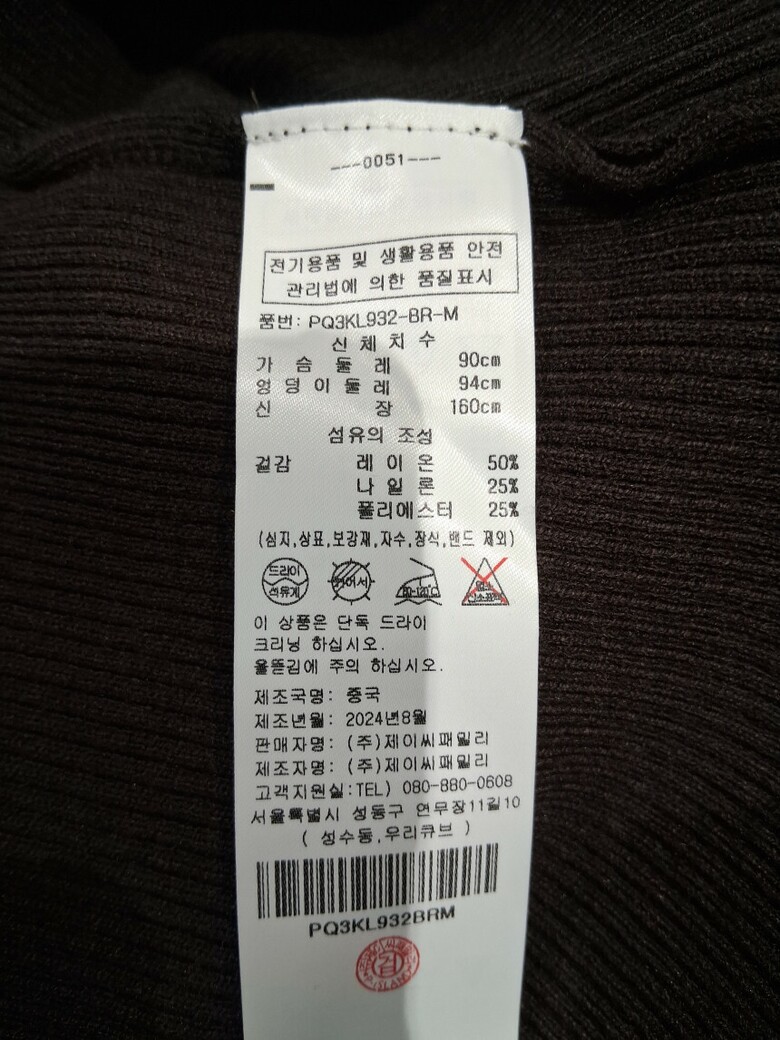 ---0051---
전기용품 및 생활용품 안전
관리법에 의한 품질표시
품번: PQ3KL932-BR-M
신 체 치 수
가 슴 둘 레 90cm
엉 덩 이 둘 레 94cm
신 장 160cm
섬유의 조성
겉감 레 이 온 50%
나 일 론 25%
폴리에스터 25%
(심지,상표,보강재,자수,장식,밴드 제외)
드라이
석유계
80-120℃
이 상품은 단독 드라이
크리닝 하십시오.
올뜯김에 주의 하십시오.
제조국명: 중국
제조년월: 2024년8월
판매자명: (주)제이씨패밀리
제조자명: (주)제이씨패밀리
고객지원실:TEL) 080-880-0608
서울특별시 성동구 연무장11길10
( 성수동,우리큐브 )
PQ3KL932BRM
검